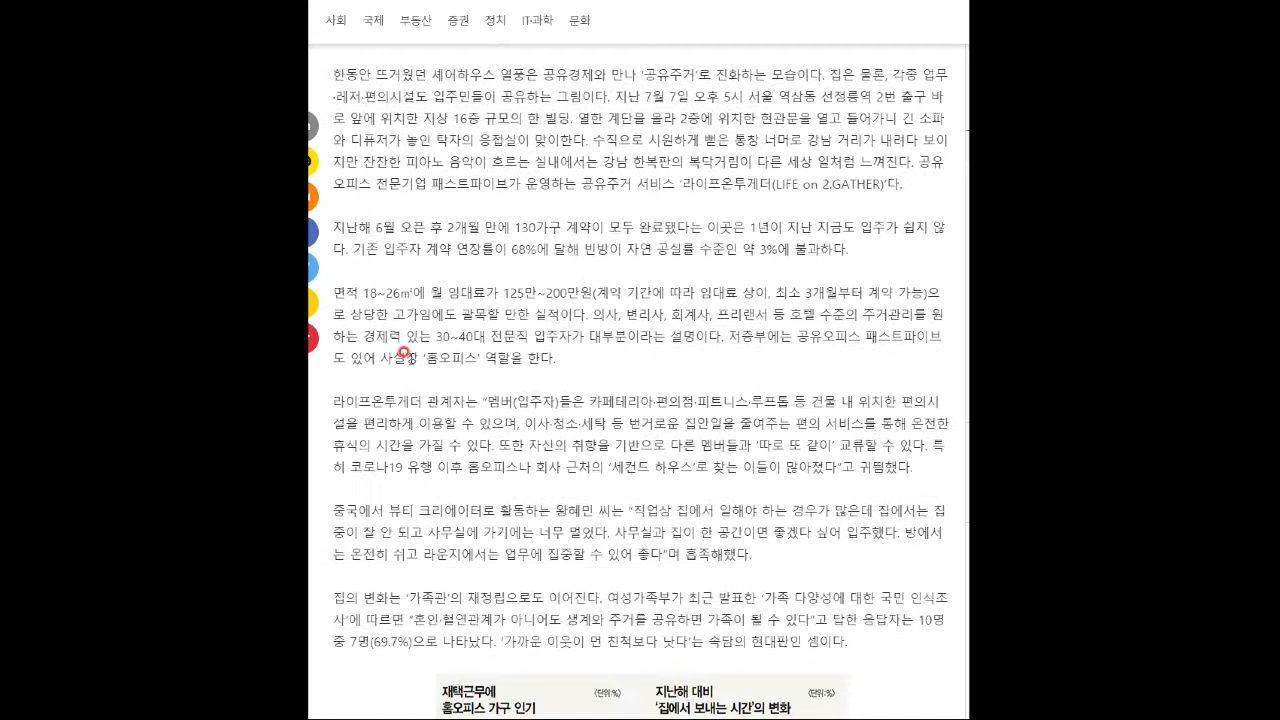 사회 국제 부동산 증권 정치 IT·과학 문화
한동안 뜨거웠던 셰어하우스 열풍은 공유경제와 만나 ‘공유주거’로 진화하는 모습이다. 집은 물론, 각종 업무
·레저·편의시설도 입주민들이 공유하는 그림이다. 지난 7월 7일 오후 5시 서울 역삼동 선정릉역 2번 출구 바
로 앞에 위치한 지상 16층 규모의 한 빌딩. 열한 계단을 올라 2층에 위치한 현관문을 열고 들어가니 긴 소파
와 디퓨저가 놓인 탁자의 응접실이 맞이한다. 수직으로 시원하게 뻗은 통창 너머로 강남 거리가 내려다 보이
지만 잔잔한 피아노 음악이 흐르는 실내에서는 강남 한복판의 복닥거림이 다른 세상 일처럼 느껴진다. 공유
오피스 전문기업 패스트파이브가 운영하는 공유주거 서비스 ‘라이프온투게더(LIFE on 2.GATHER)’다.
지난해 6월 오픈 후 2개월 만에 130가구 계약이 모두 완료됐다는 이곳은 1년이 지난 지금도 입주가 쉽지 않
다. 기존 입주자 계약 연장률이 68%에 달해 빈방이 자연 공실률 수준인 약 3%에 불과하다.
면적 18~26㎡에 월 임대료가 125만~200만원(계약 기간에 따라 임대료 상이, 최소 3개월부터 계약 가능)으
로 상당한 고가임에도 괄목할 만한 실적이다. 의사, 변리사, 회계사, 프리랜서 등 호텔 수준의 주거관리를 원
하는 경제력 있는 30~40대 전문직 입주자가 대부분이라는 설명이다. 저층부에는 공유오피스 패스트파이브
도 있어 사실상 ‘홈오피스’ 역할을 한다.
라이프온투게더 관계자는 “멤버(입주자)들은 카페테리아·편의점·피트니스·루프톱 등 건물 내 위치한 편의시
설을 편리하게 이용할 수 있으며, 이사·청소·세탁 등 번거로운 집안일을 줄여주는 편의 서비스를 통해 온전한
휴식의 시간을 가질 수 있다. 또한 자신의 취향을 기반으로 다른 멤버들과 ‘따로 또 같이’ 교류할 수 있다. 특
히 코로나19 유행 이후 홈오피스나 회사 근처의 ‘세컨드 하우스’로 찾는 이들이 많아졌다”고 귀띔했다.
중국에서 뷰티 크리에이터로 활동하는 왕혜민 씨는 “직업상 집에서 일해야 하는 경우가 많은데 집에서는 집
중이 잘 안 되고 사무실에 가기에는 너무 멀었다. 사무실과 집이 한 공간이면 좋겠다 싶어 입주했다. 방에서
는 온전히 쉬고 라운지에서는 업무에 집중할 수 있어 좋다”며 흡족해했다.
집의 변화는 ‘가족관’의 재정립으로도 이어진다. 여성가족부가 최근 발표한 ‘가족 다양성에 대한 국민 인식조
사’에 따르면 “혼인·혈연관계가 아니어도 생계와 주거를 공유하면 가족이 될 수 있다”고 답한 응답자는 10명
중 7명(69.7%)으로 나타났다. ‘가까운 이웃이 먼 친척보다 낫다’는 속담의 현대판인 셈이다.
재택근무에 (단위:%) 지난해 대비 (단위:%)
홈오피스 가구 인기 ‘집에서 보내는 시간’의 변화